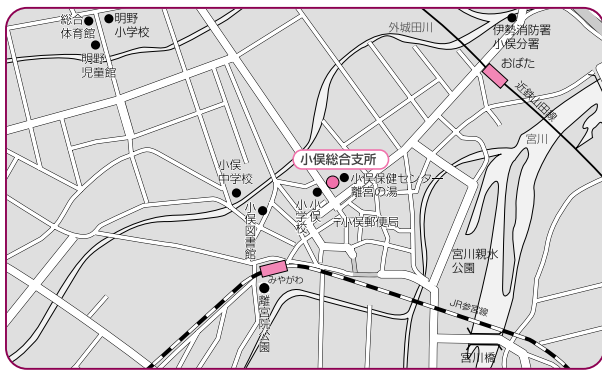 総合
体育館
明野
小学校
明野
児童館
外城田川
伊勢消防署
小俣分署
おばた
近鉄山田線
宮川
小俣総合支所
小俣
中学校
小俣保健センター
離宮の湯
小俣
小学校
小俣図書館
〒小俣郵便局
宮川親水
公園
みやがわ
離宮院公園
JR参宮線
宮川橋